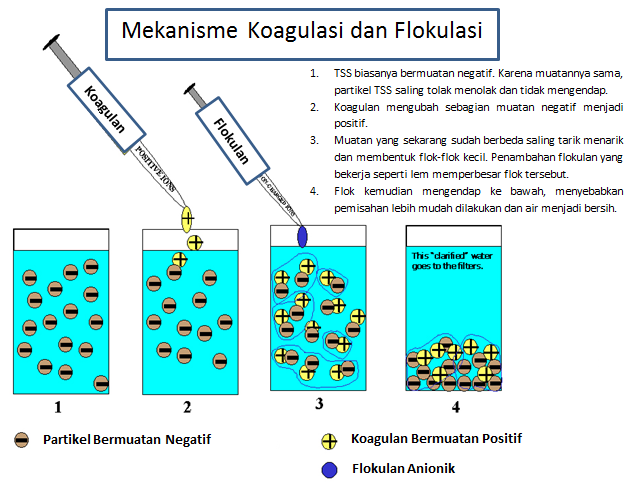 Mekanisme Koagulasi dan Flokulasi
Koagulan
POSITIVE IONS
Flokulan
1. TSS biasanya bermuatan negatif. Karena muatannya sama,
partikel TSS saling tolak menolak dan tidak mengendap.
2. Koagulan mengubah sebagian muatan negatif menjadi
positif.
3. Muatan yang sekarang sudah berbeda saling tarik menarik
dan membentuk flok-flok kecil. Penambahan flokulan yang
bekerja seperti lem memperbesar flok tersebut.
4. Flok kemudian mengendap ke bawah, menyebabkan
pemisahan lebih mudah dilakukan dan air menjadi bersih.
This "clarified" water
goes to the filters.
1
2
3
4
Partikel Bermuatan Negatif
Koagulan Bermuatan Positif
Flokulan Anionik